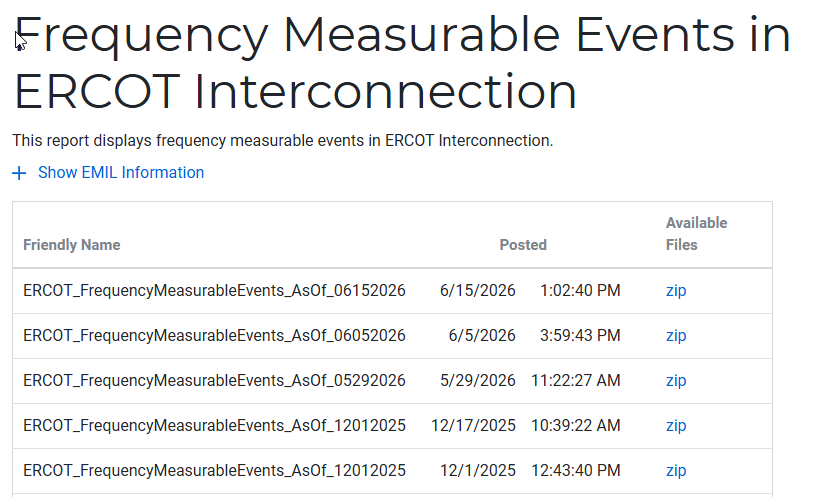 Frequency Measurable Events in
ERCOT Interconnection
This report displays frequency measurable events in ERCOT Interconnection.
+ Show EMIL Information
Friendly Name Posted Available Files
ERCOT_FrequencyMeasurableEvents_AsOf_06152026 6/15/2026 1:02:40 PM zip
ERCOT_FrequencyMeasurableEvents_AsOf_06052026 6/5/2026 3:59:43 PM zip
ERCOT_FrequencyMeasurableEvents_AsOf_05292026 5/29/2026 11:22:27 AM zip
ERCOT_FrequencyMeasurableEvents_AsOf_12012025 12/17/2025 10:39:22 AM zip
ERCOT_FrequencyMeasurableEvents_AsOf_12012025 12/1/2025 12:43:40 PM zip